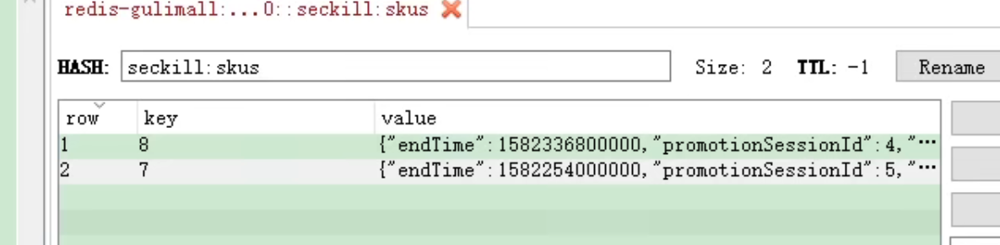 redis-gulimall:...0::seckill:skus
HASH: seckill:skus Size: 2 TTL: -1 Rename
row key value
1 8 {"endTime":1582336800000,"promotionSessionId":4,"···
2 7 {"endTime":1582254000000,"promotionSessionId":5,"···